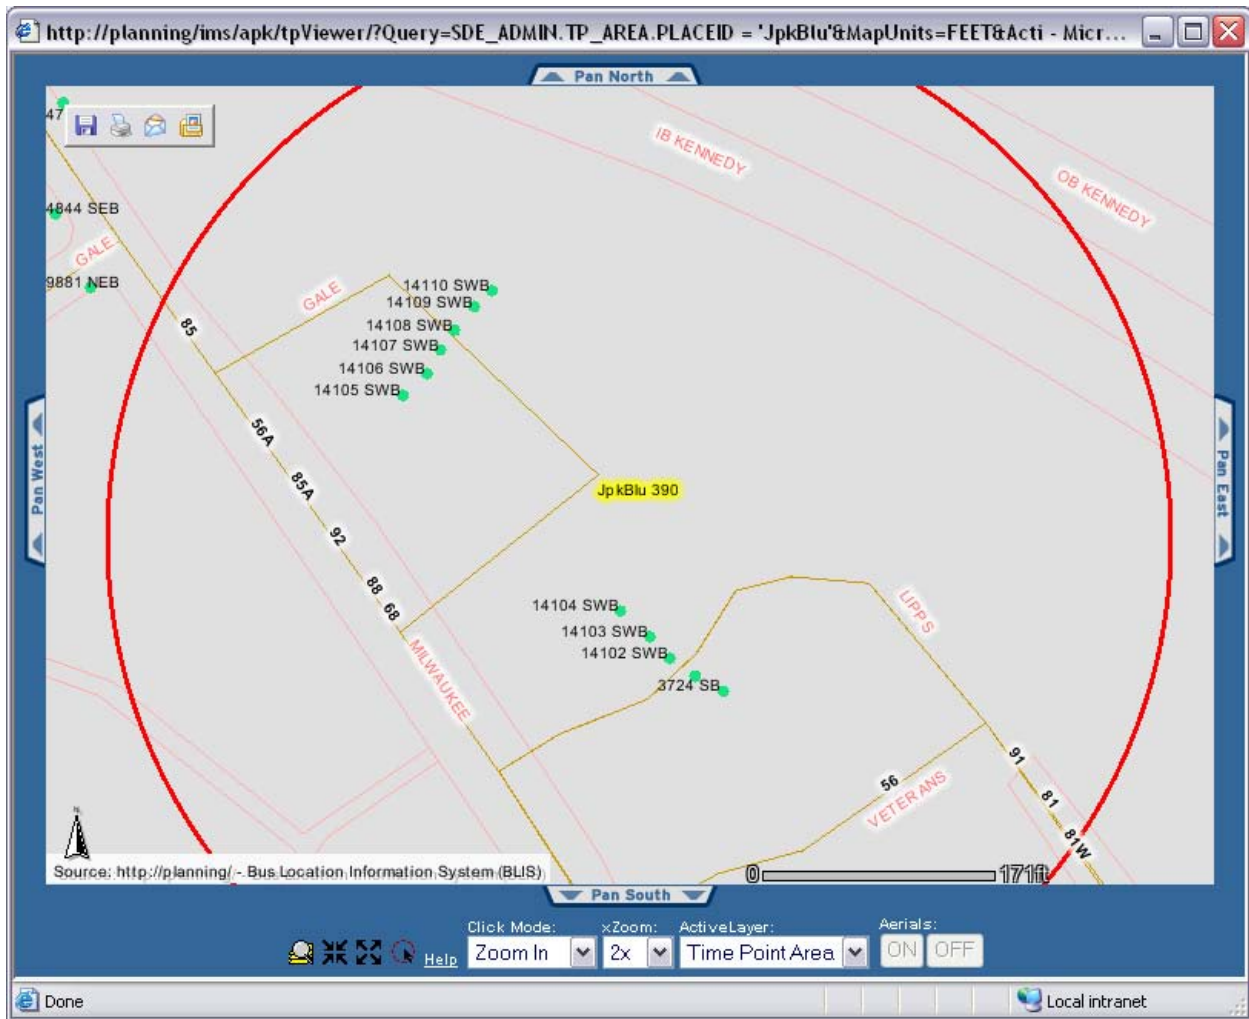 http://planning/ims/apk/tpViewer/?Query=SDE_ADMIN.TP_AREA.PLACEID = 'JpkBlu'&MapUnits=FEET&Acti - Micr...
Pan North
47
IB KENNEDY
OB KENNEDY
4844 SEB
GALE
9881 NEB
GALE
14110 SWB
14109 SWB
14108 SWB
14107 SWB
14106 SWB
14105 SWB
85
56A
85A
92
88
68
Pan West
Pan East
JpkBlu 390
14104 SWB
14103 SWB
14102 SWB
3724 SB
LIPPS
MILWAUKEE
91
56
VETERANS
81
81W
N
Source: http://planning/ - Bus Location Information System (BLIS)
0 171ft
Pan South
Click Mode: xZoom: ActiveLayer: Aerials:
Help Zoom In 2x Time Point Area ON OFF
Done Local intranet